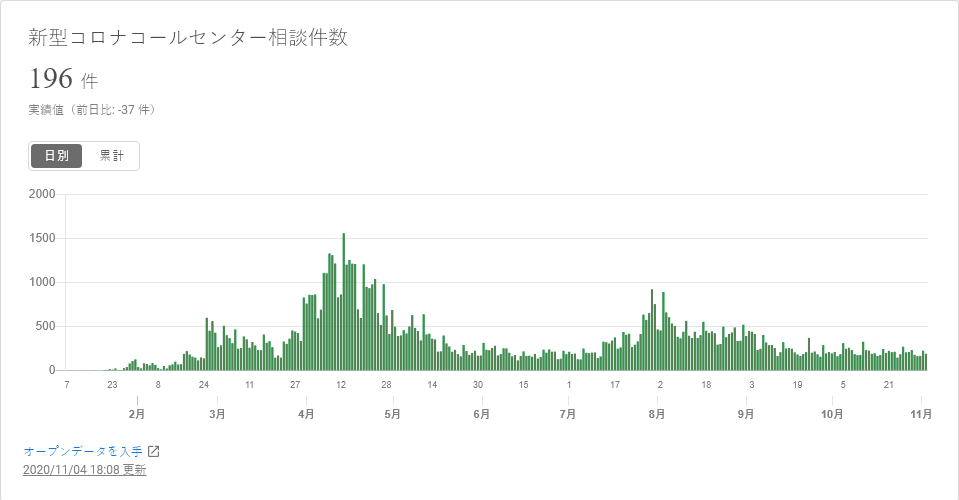 新型コロナコールセンター相談件数
196 件
実績値（前日比: -37 件）
日別 累計
2000
1500
1000
500
0
7 23 8 24 11 27 12 28 14 30 15 1 17 2 18 3 19 5 21
2月 3月 4月 5月 6月 7月 8月 9月 10月 11月
オープンデータを入手
2020/11/04 18:08 更新